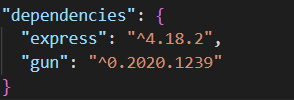 "dependencies": {
"express": "^4.18.2",
"gun": "^0.2020.1239"
}